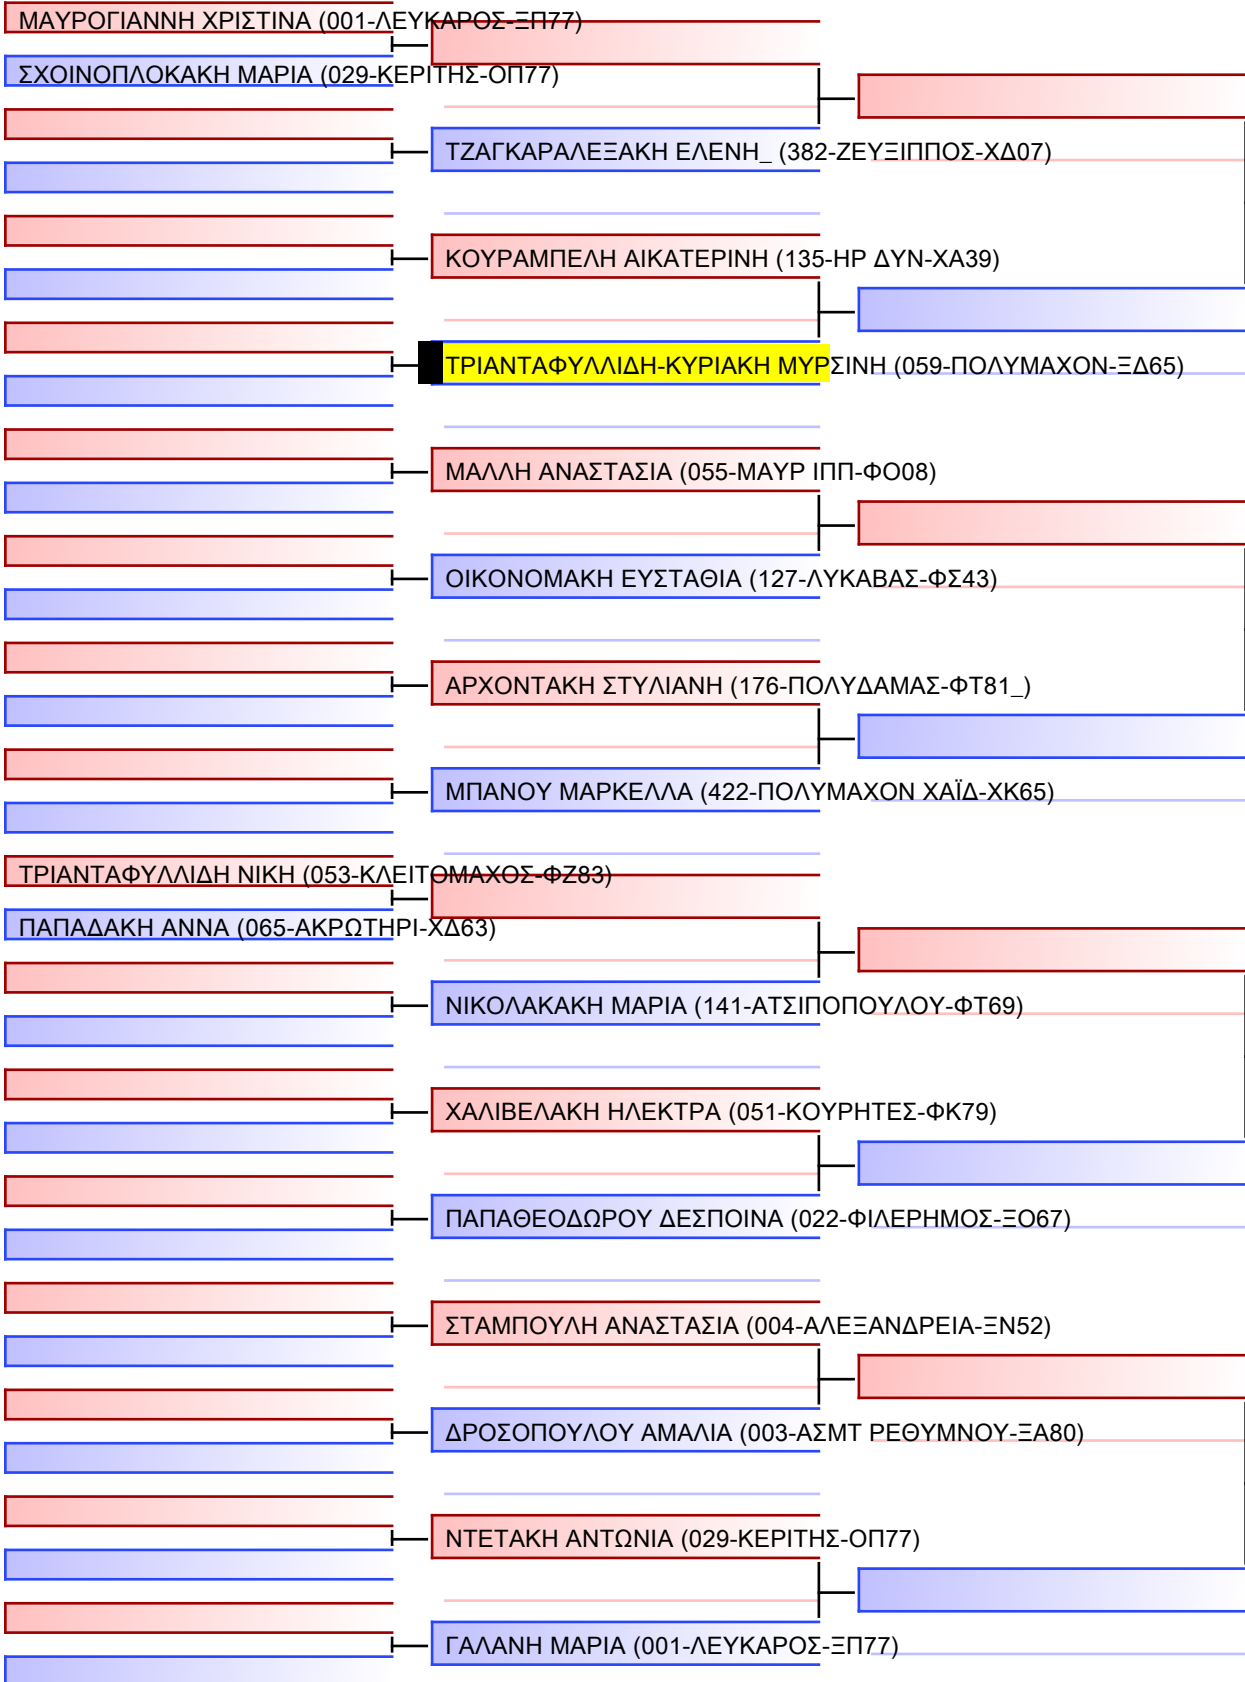 ΜΑΥΡΟΓΙΑΝΝΗ ΧΡΙΣΤΙΝΑ (001-ΛΕΥΚΑΡΟΣ-ΞΠ77)
ΣΧΟΙΝΟΠΛΟΚΑΚΗ ΜΑΡΙΑ (029-ΚΕΡΙΤΗΣ-ΟΠ77)
ΤΖΑΓΚΑΡΑΛΕΞΑΚΗ ΕΛΕΝΗ_ (382-ΖΕΥΞΙΠΠΟΣ-ΧΔ07)
ΚΟΥΡΑΜΠΕΛΗ ΑΙΚΑΤΕΡΙΝΗ (135-ΗΡ ΔΥΝ-ΧΑ39)
ΤΡΙΑΝΤΑΦΥΛΛΙΔΗ-ΚΥΡΙΑΚΗ ΜΥΡΣΙΝΗ (059-ΠΟΛΥΜΑΧΟΝ-ΞΔ65)
ΜΑΛΛΗ ΑΝΑΣΤΑΣΙΑ (055-ΜΑΥΡ ΙΠΠ-ΦΟ08)
ΟΙΚΟΝΟΜΑΚΗ ΕΥΣΤΑΘΙΑ (127-ΛΥΚΑΒΑΣ-ΦΣ43)
ΑΡΧΟΝΤΑΚΗ ΣΤΥΛΙΑΝΗ (176-ΠΟΛΥΔΑΜΑΣ-ΦΤ81_)
ΜΠΑΝΟΥ ΜΑΡΚΕΛΛΑ (422-ΠΟΛΥΜΑΧΟΝ ΧΑΪΔ-ΧΚ65)
ΤΡΙΑΝΤΑΦΥΛΛΙΔΗ ΝΙΚΗ (053-ΚΛΕΙΤΟΜΑΧΟΣ-ΦΖ83)
ΠΑΠΑΔΑΚΗ ΑΝΝΑ (065-ΑΚΡΩΤΗΡΙ-ΧΔ63)
ΝΙΚΟΛΑΚΑΚΗ ΜΑΡΙΑ (141-ΑΤΣΙΠΟΠΟΥΛΟΥ-ΦΤ69)
ΧΑΛΙΒΕΛΑΚΗ ΗΛΕΚΤΡΑ (051-ΚΟΥΡΗΤΕΣ-ΦΚ79)
ΠΑΠΑΘΕΟΔΩΡΟΥ ΔΕΣΠΟΙΝΑ (022-ΦΙΛΕΡΗΜΟΣ-ΞΟ67)
ΣΤΑΜΠΟΥΛΗ ΑΝΑΣΤΑΣΙΑ (004-ΑΛΕΞΑΝΔΡΕΙΑ-ΞΝ52)
ΔΡΟΣΟΠΟΥΛΟΥ ΑΜΑΛΙΑ (003-ΑΣΜΤ ΡΕΘΥΜΝΟΥ-ΞΑ80)
ΝΤΕΤΑΚΗ ΑΝΤΩΝΙΑ (029-ΚΕΡΙΤΗΣ-ΟΠ77)
ΓΑΛΑΝΗ ΜΑΡΙΑ (001-ΛΕΥΚΑΡΟΣ-ΞΠ77)